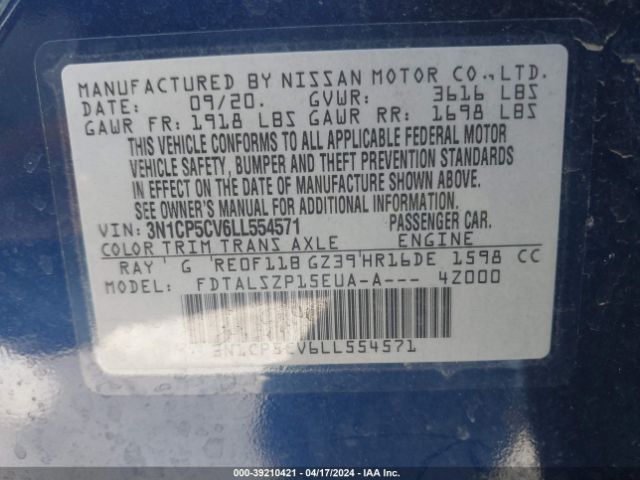 MANUFACTURED BY NISSAN MOTOR CO.,LTD.
DATE: 09/20. GVWR: 3616 LBS
GAWR FR: 1918 LBS GAWR RR: 1698 LBS
THIS VEHICLE CONFORMS TO ALL APPLICABLE FEDERAL MOTOR
VEHICLE SAFETY, BUMPER AND THEFT PREVENTION STANDARDS
IN EFFECT ON THE DATE OF MANUFACTURE SHOWN ABOVE.
SEE OWNER'S MANUAL FOR ADDITIONAL INFORMATION.
VIN: 3N1CP5CV6LL554571 PASSENGER CAR.
COLOR TRIM TRANS AXLE ENGINE
RAY G RE0F11B GZ39 HR16DE 1598 CC
MODEL: FDTALSZP15EUA-A--- 4Z000
3N1CP5CV6LL554571
000-39210421 - 04/17/2024 - IAA Inc.